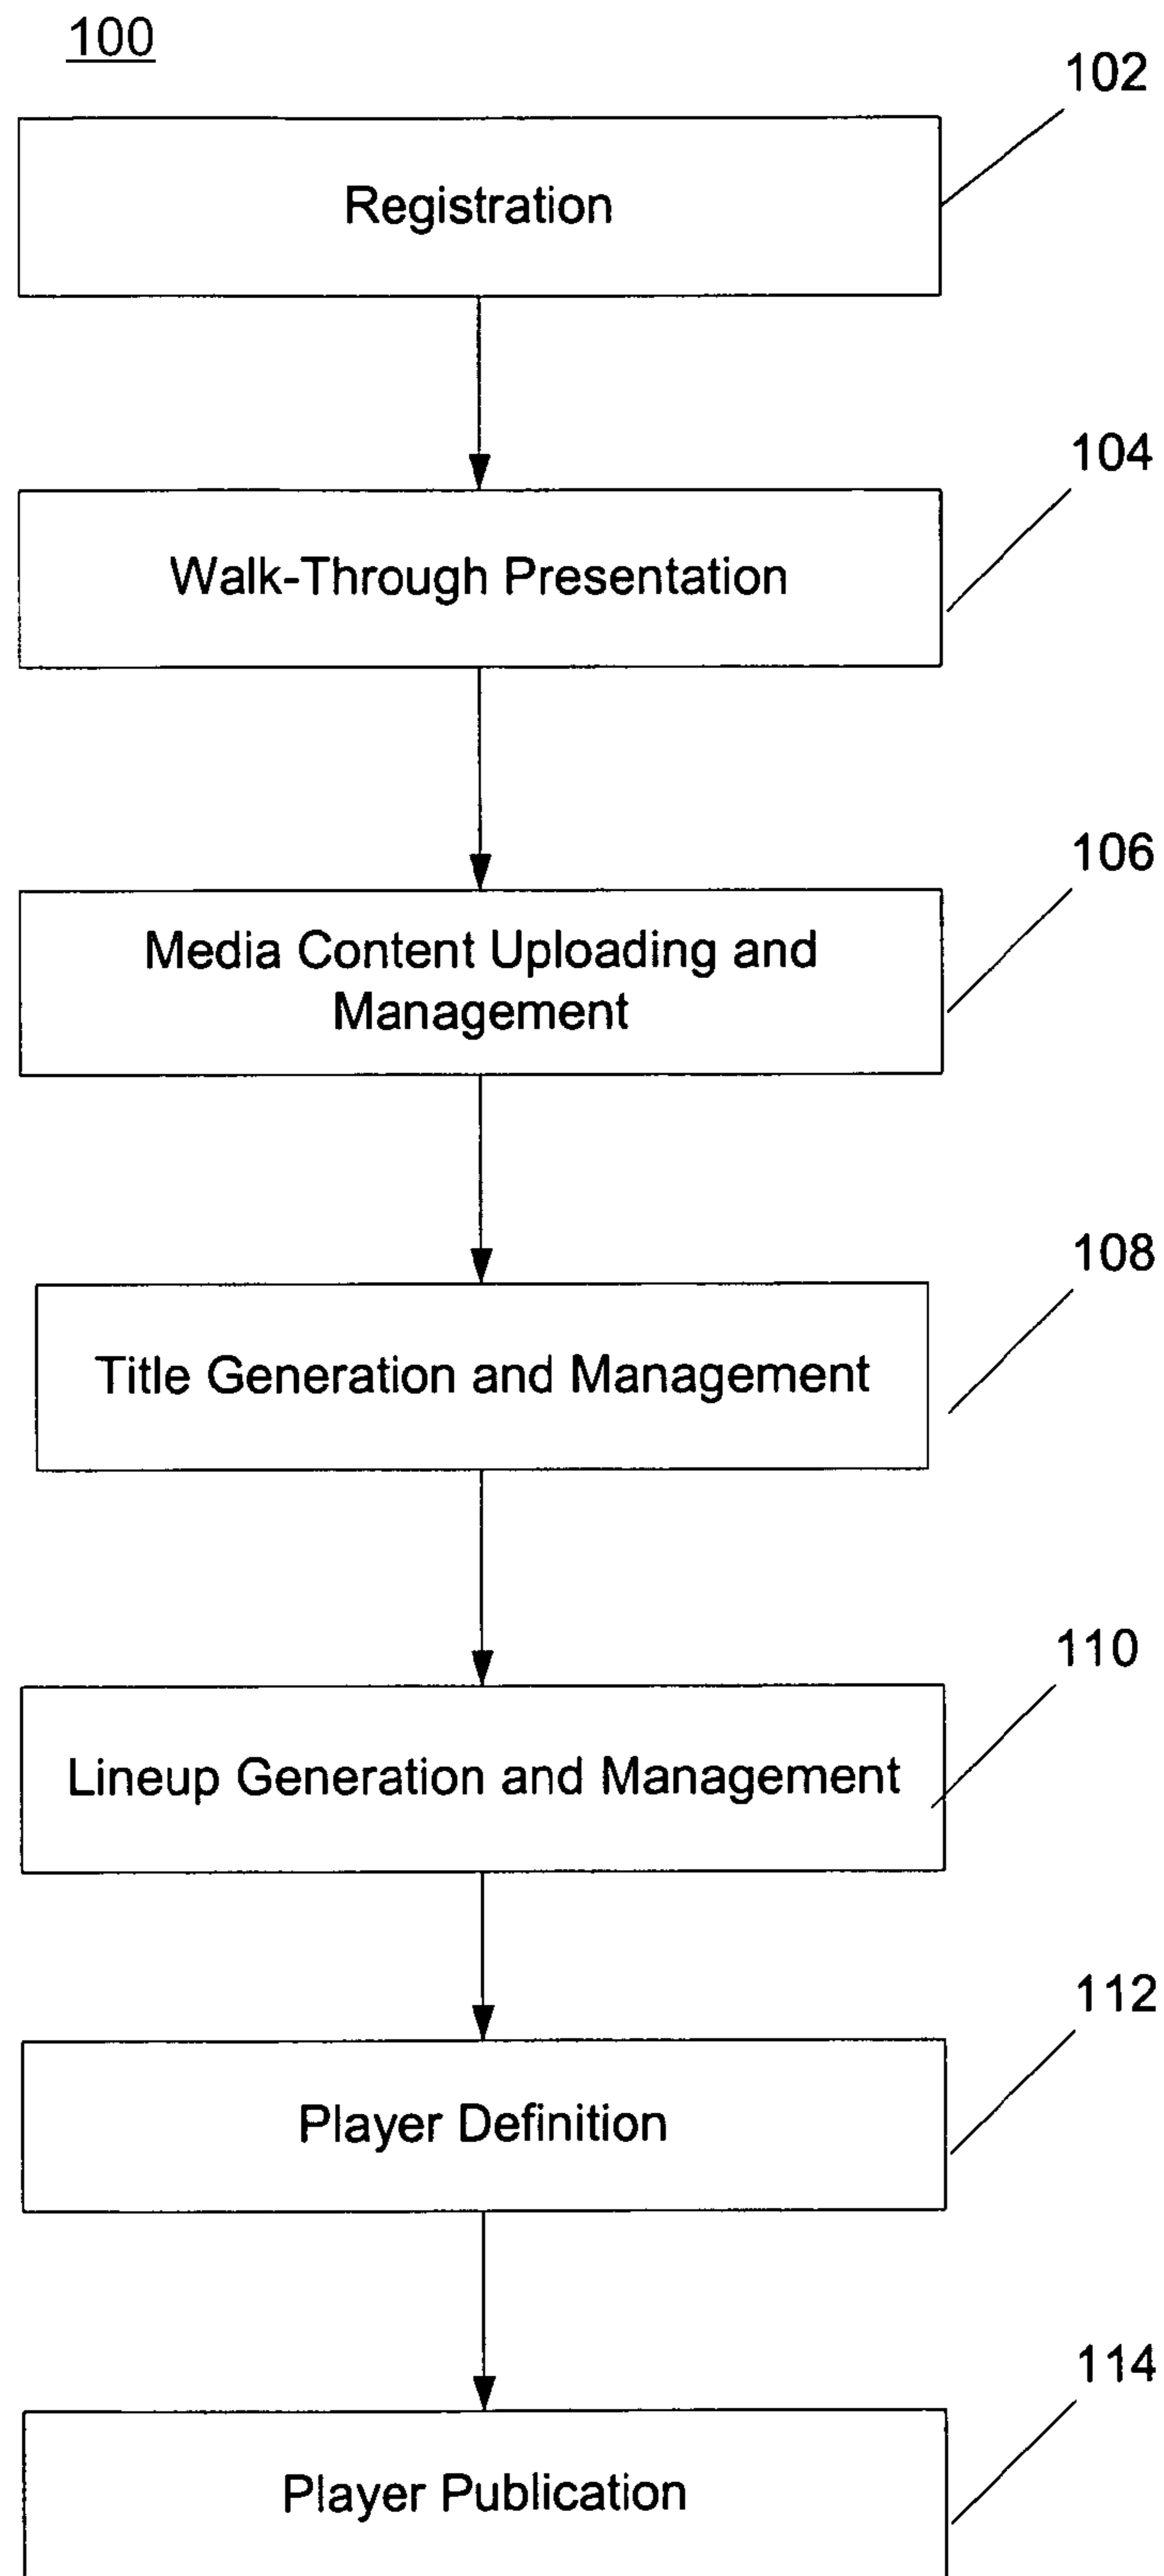 100
102
Registration
104
Walk-Through Presentation
106
Media Content Uploading and
Management
108
Title Generation and Management
110
Lineup Generation and Management
112
Player Definition
114
Player Publication